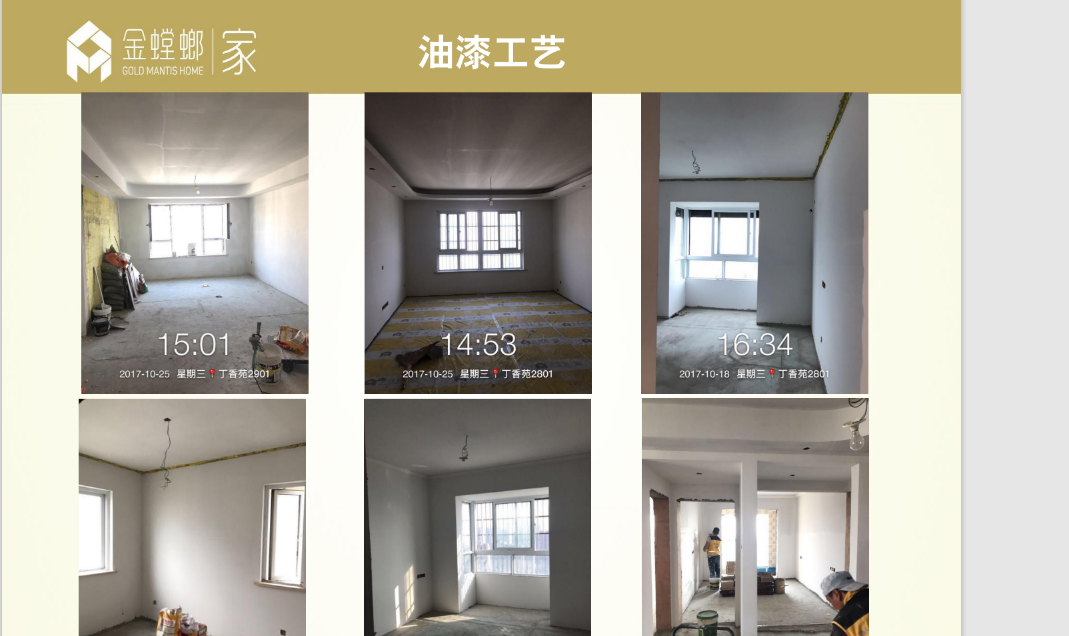 金螳螂
GOLD MANTIS HOME
家
油漆工艺
15:01
2017-10-25 星期三 丁香苑2901
14:53
2017-10-25 星期三 丁香苑2801
16:34
2017-10-18 星期三 丁香苑2801